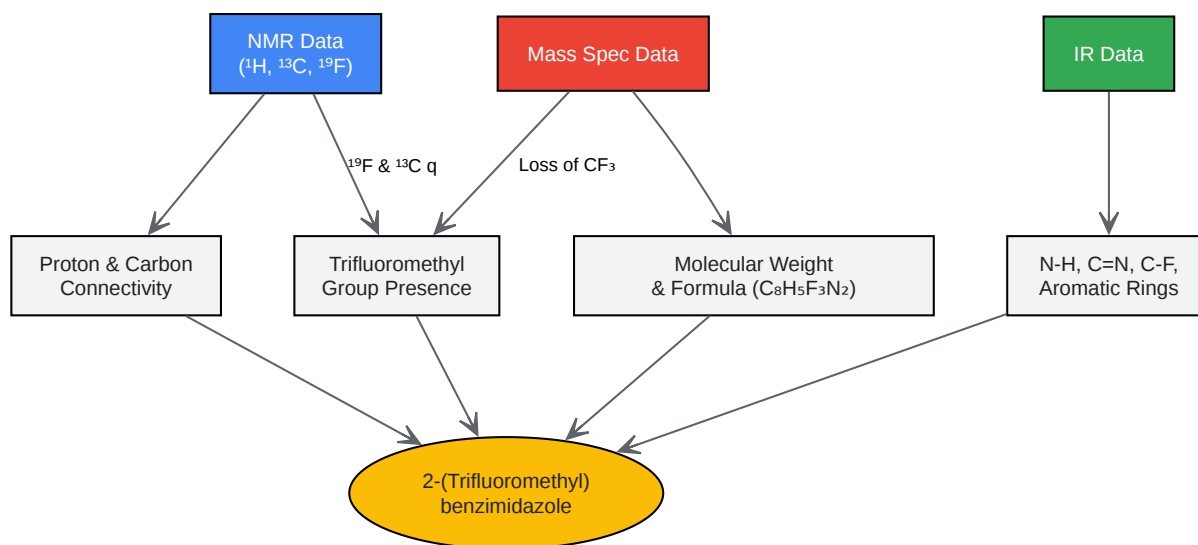 NMR Data
(¹H, ¹³C, ¹⁹F)
Mass Spec Data
IR Data
¹⁹F & ¹³C q
Loss of CF₃
Proton & Carbon
Connectivity
Trifluoromethyl
Group Presence
Molecular Weight
& Formula (C₈H₅F₃N₂)
N-H, C=N, C-F,
Aromatic Rings
2-(Trifluoromethyl)
benzimidazole